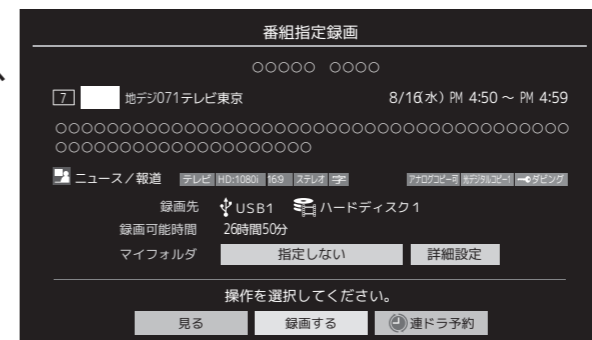 番組指定録画
○○○○○ ○○○○
7 地デジ071テレビ東京 8/16(水) PM 4:50 ～ PM 4:59
○○○○○○○○○○○○○○○○○○○○○○○○○○○○○○○○○○○○○○○
○○○○○○○○○○○○○○○○○○○○
ニュース／報道 テレビ HD:1080i 16:9 ステレオ 字 アナログコピー可 光デジタルコピー1 ダビング
録画先 USB1 ハードディスク1
録画可能時間 26時間50分
マイフォルダ 指定しない 詳細設定
操作を選択してください。
見る 録画する 連ドラ予約